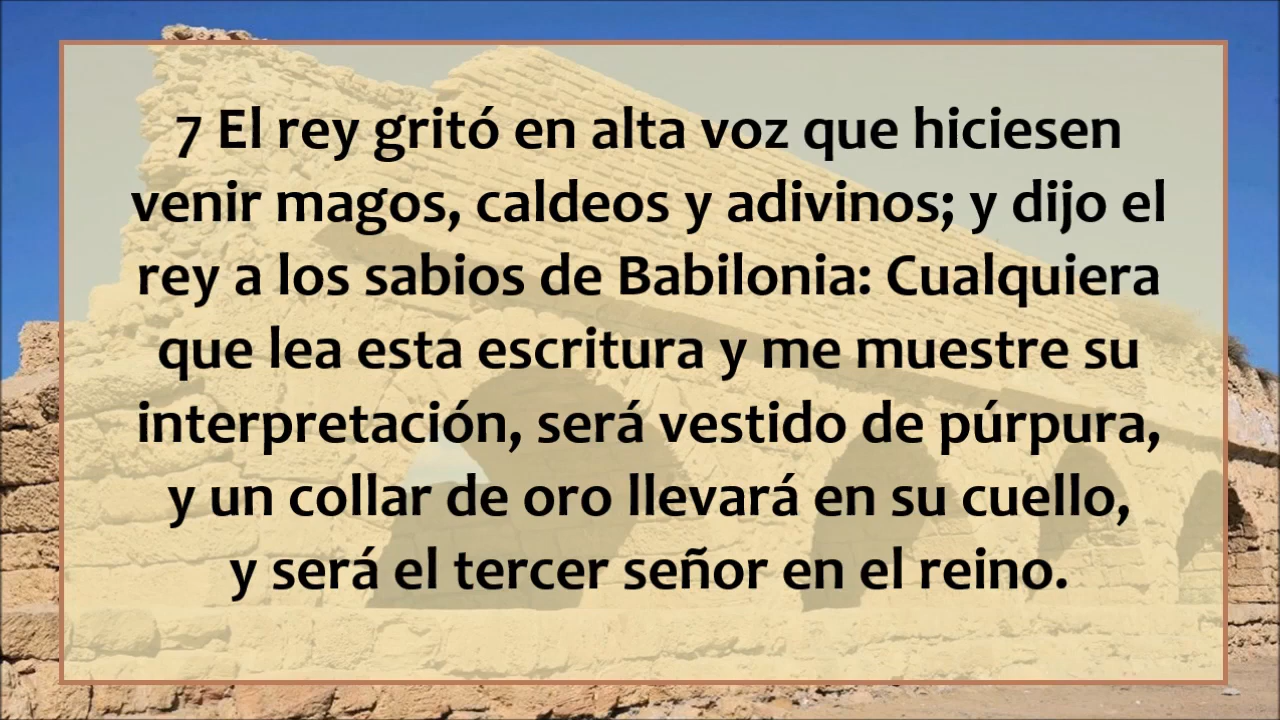 7 El rey gritó en alta voz que hiciesen
venir magos, caldeos y adivinos; y dijo el
rey a los sabios de Babilonia: Cualquiera
que lea esta escritura y me muestre su
interpretación, será vestido de púrpura,
y un collar de oro llevará en su cuello,
y será el tercer señor en el reino.